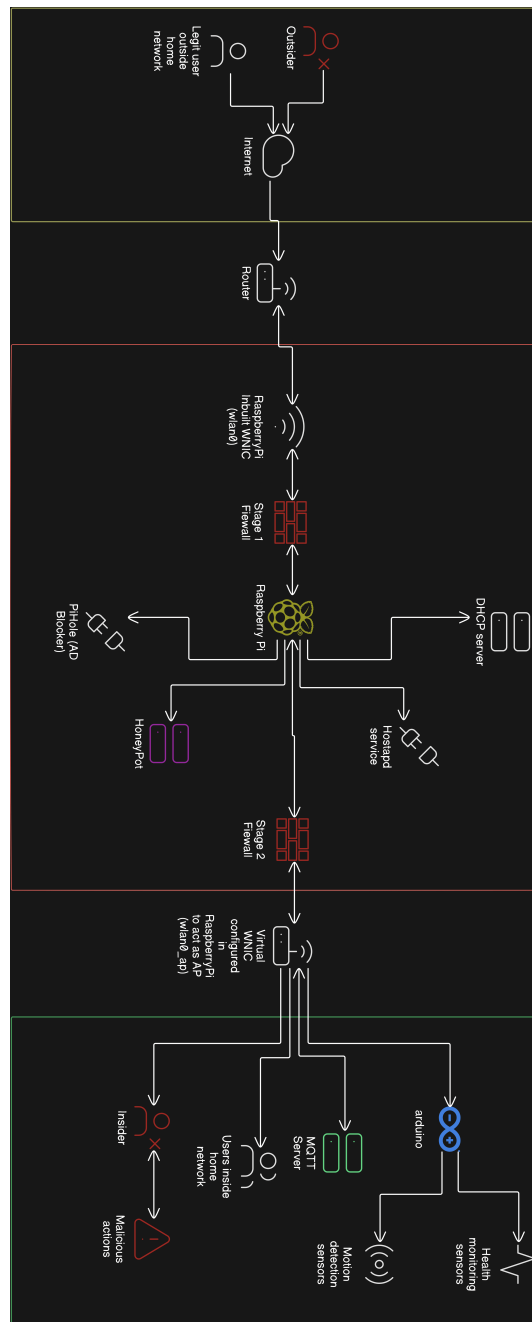 Outsider
Legit user
outside
home
network
Internet
Router
RaspberryPi
Inbuilt WNIC
(wlan0)
Stage 1
Fiewall
Raspberry Pi
DHCP server
Hostapd
service
HoneyPot
PiHole (AD
Blocker)
Stage 2
Firewall
Virtual
WNIC
configured
in
RaspberryPi
to act as AP
(wlan0_ap)
arduino
Health
monitoring
sensors
Motion
detection
sensors
MQTT
Server
Users inside
home
network
Insider
Malicious
actions